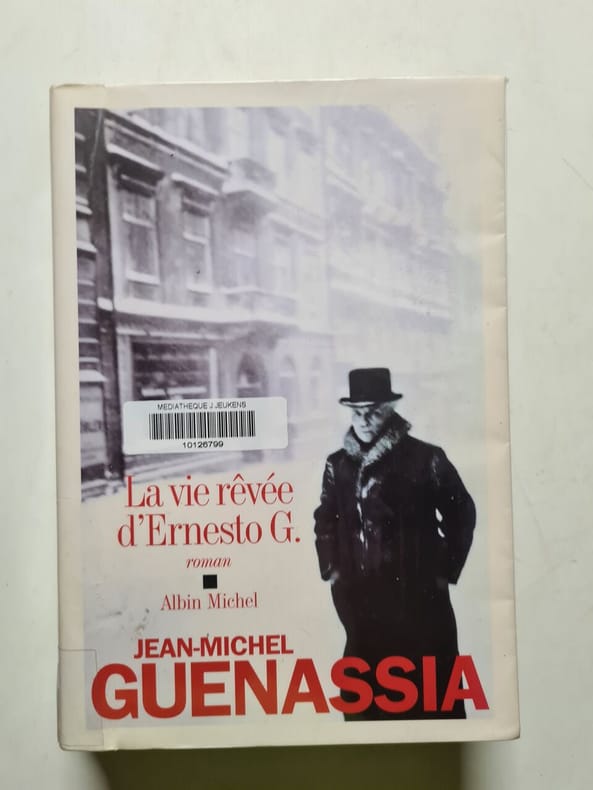 MEDIATHEQUE J JEUKENS
10126799
La vie rêvée
d'Ernesto G.
roman
Albin Michel
JEAN-MICHEL
GUENASSIA